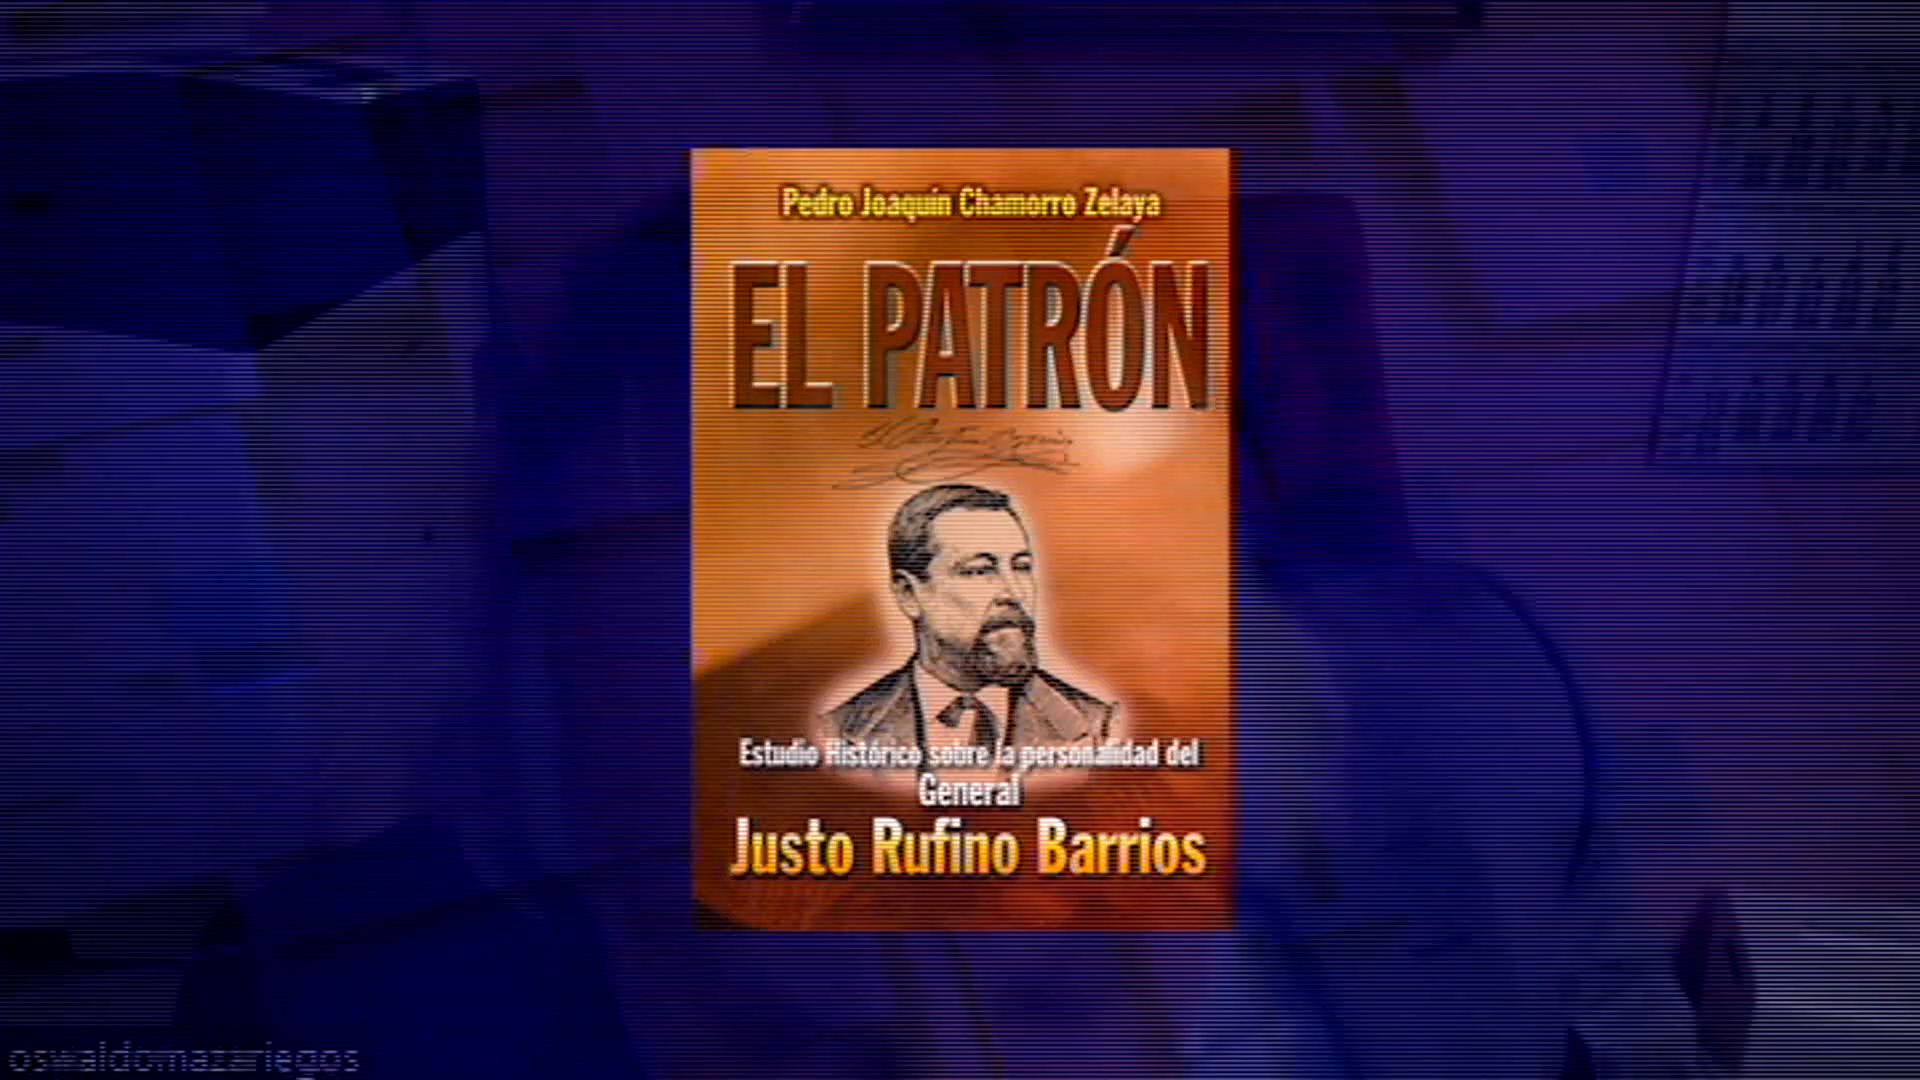 Pedro Joaquín Chamorro Zelaya
EL PATRÓN
Estudio Histórico sobre la personalidad del
General
Justo Rufino Barrios
oswaldomazariegos